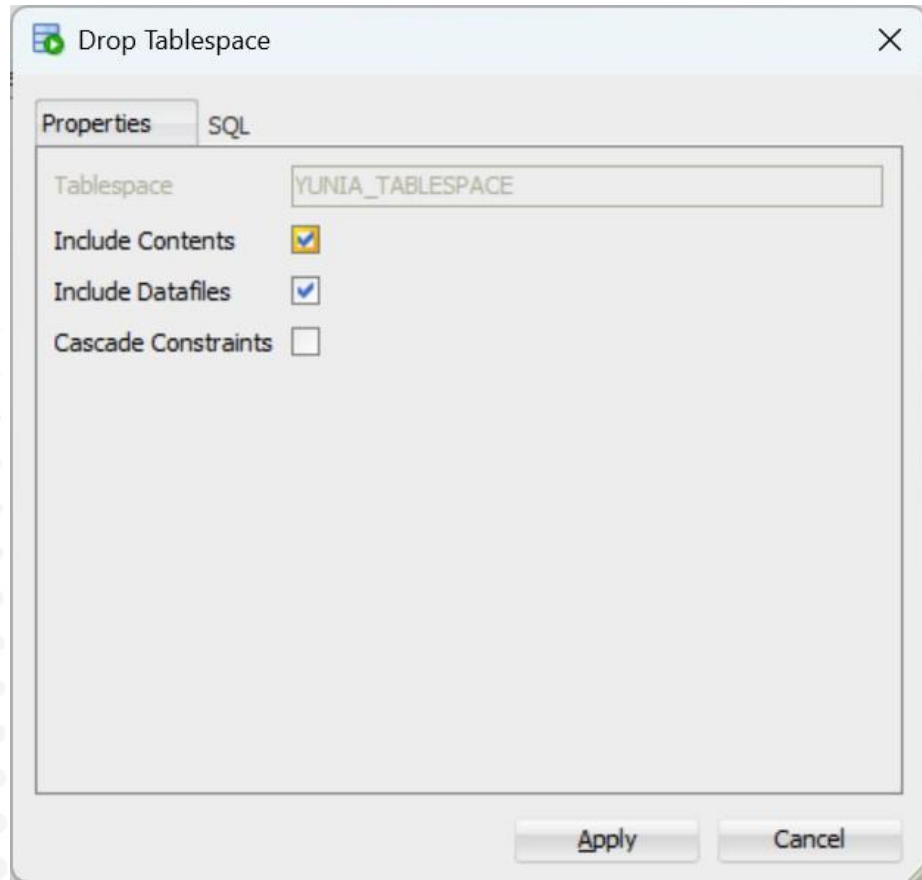 Drop Tablespace
Properties SQL
Tablespace YUNIA_TABLESPACE
Include Contents
Include Datafiles
Cascade Constraints
Apply Cancel